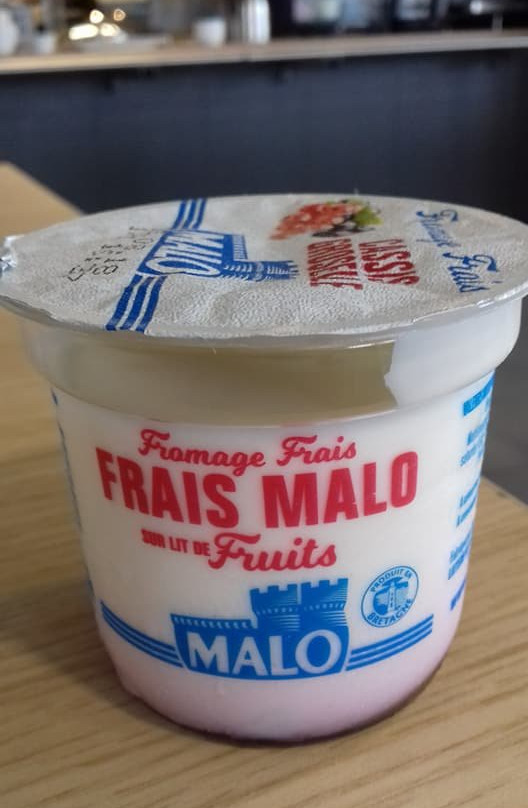 Fromage Frais
CASSIS
GROSEILLE
MALO
Fromage Frais
FRAIS MALO
SUR LIT DE Fruits
PRODUIT EN
BRETAGNE
MALO